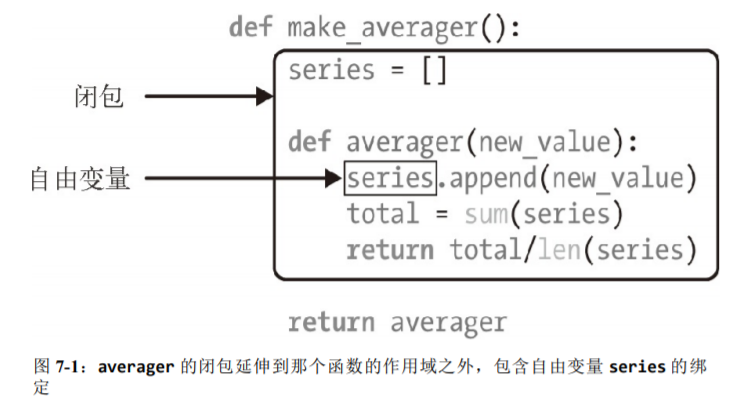 def make_averager():
series = []
闭包
def averager(new_value):
自由变量
series.append(new_value)
total = sum(series)
return total/len(series)
return averager
图 7-1：averager 的闭包延伸到那个函数的作用域之外，包含自由变量 series 的绑
定